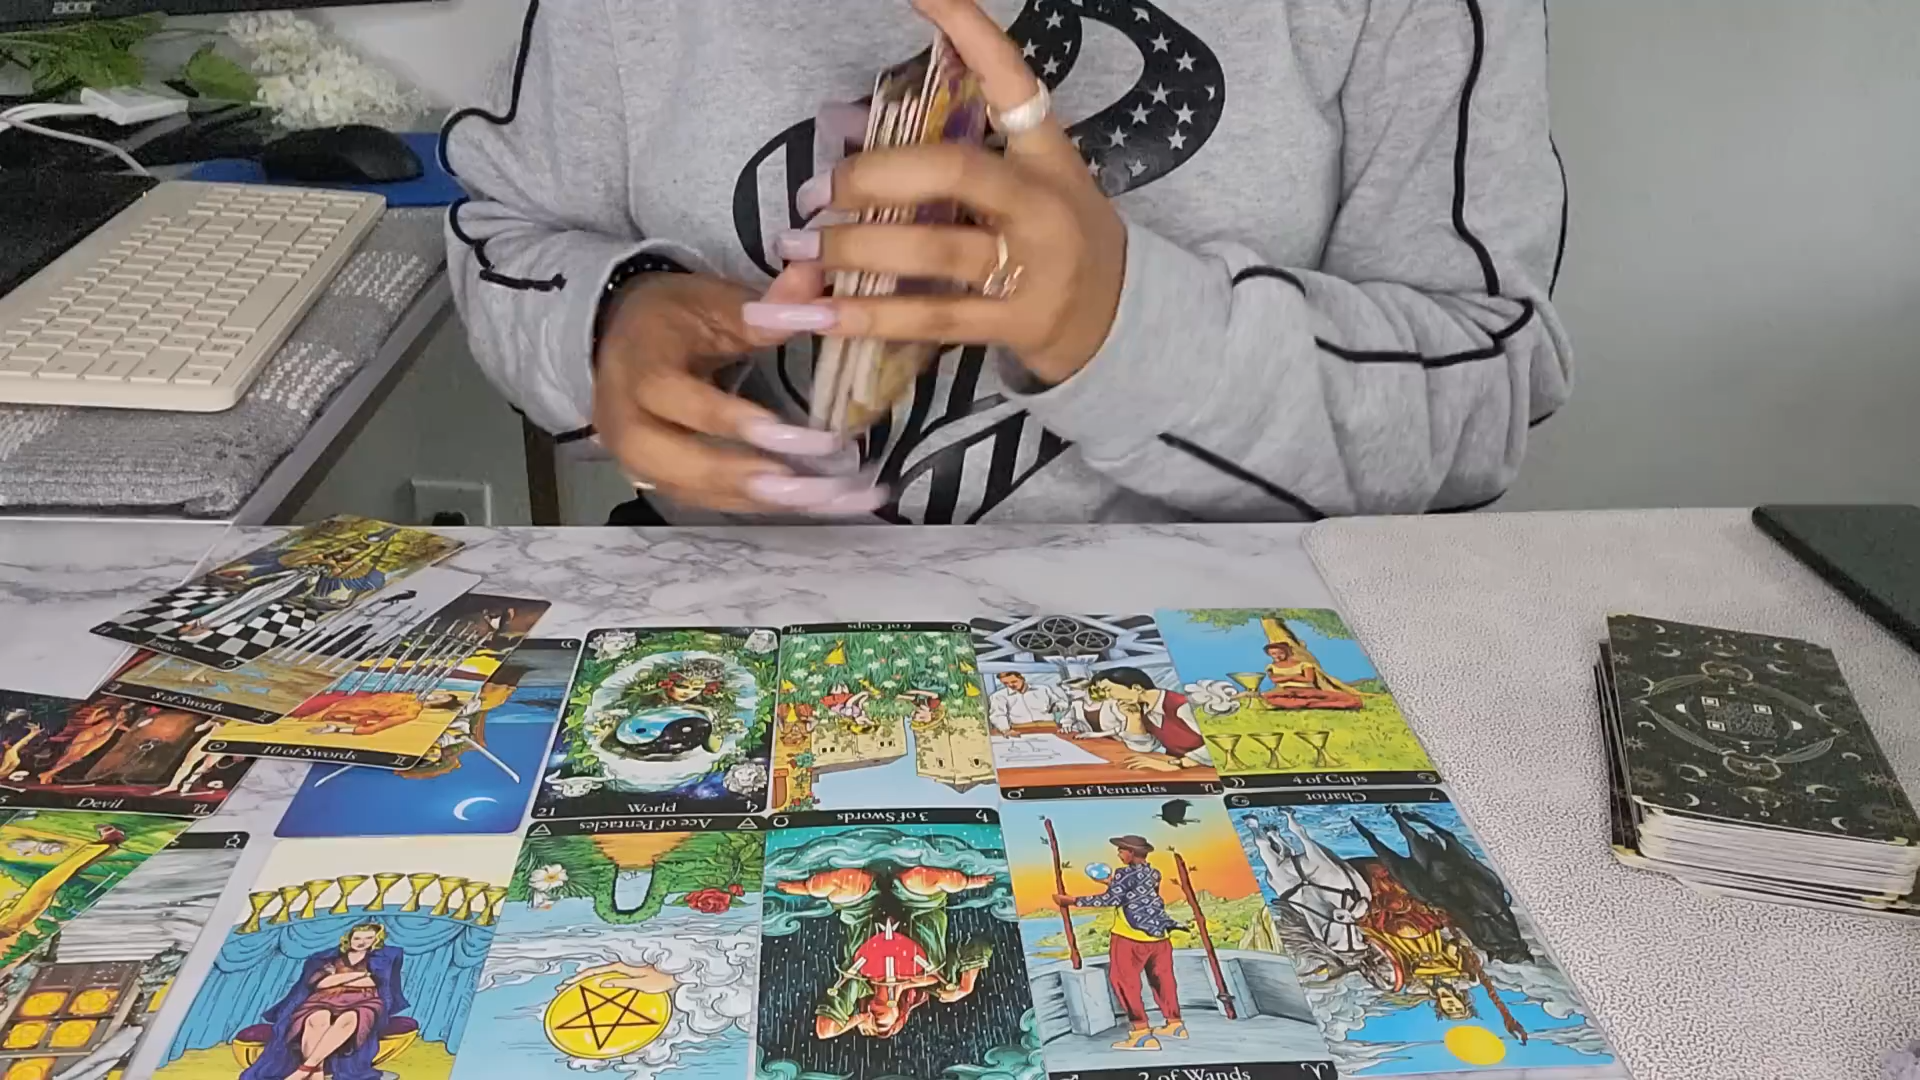 acer
8 of Swords
10 of Swords
Devil
21
World
6 of Cups
3 of Pentacles
4 of Cups
Ace of Pentacles
3 of Swords
2 of Wands
7
Chariot